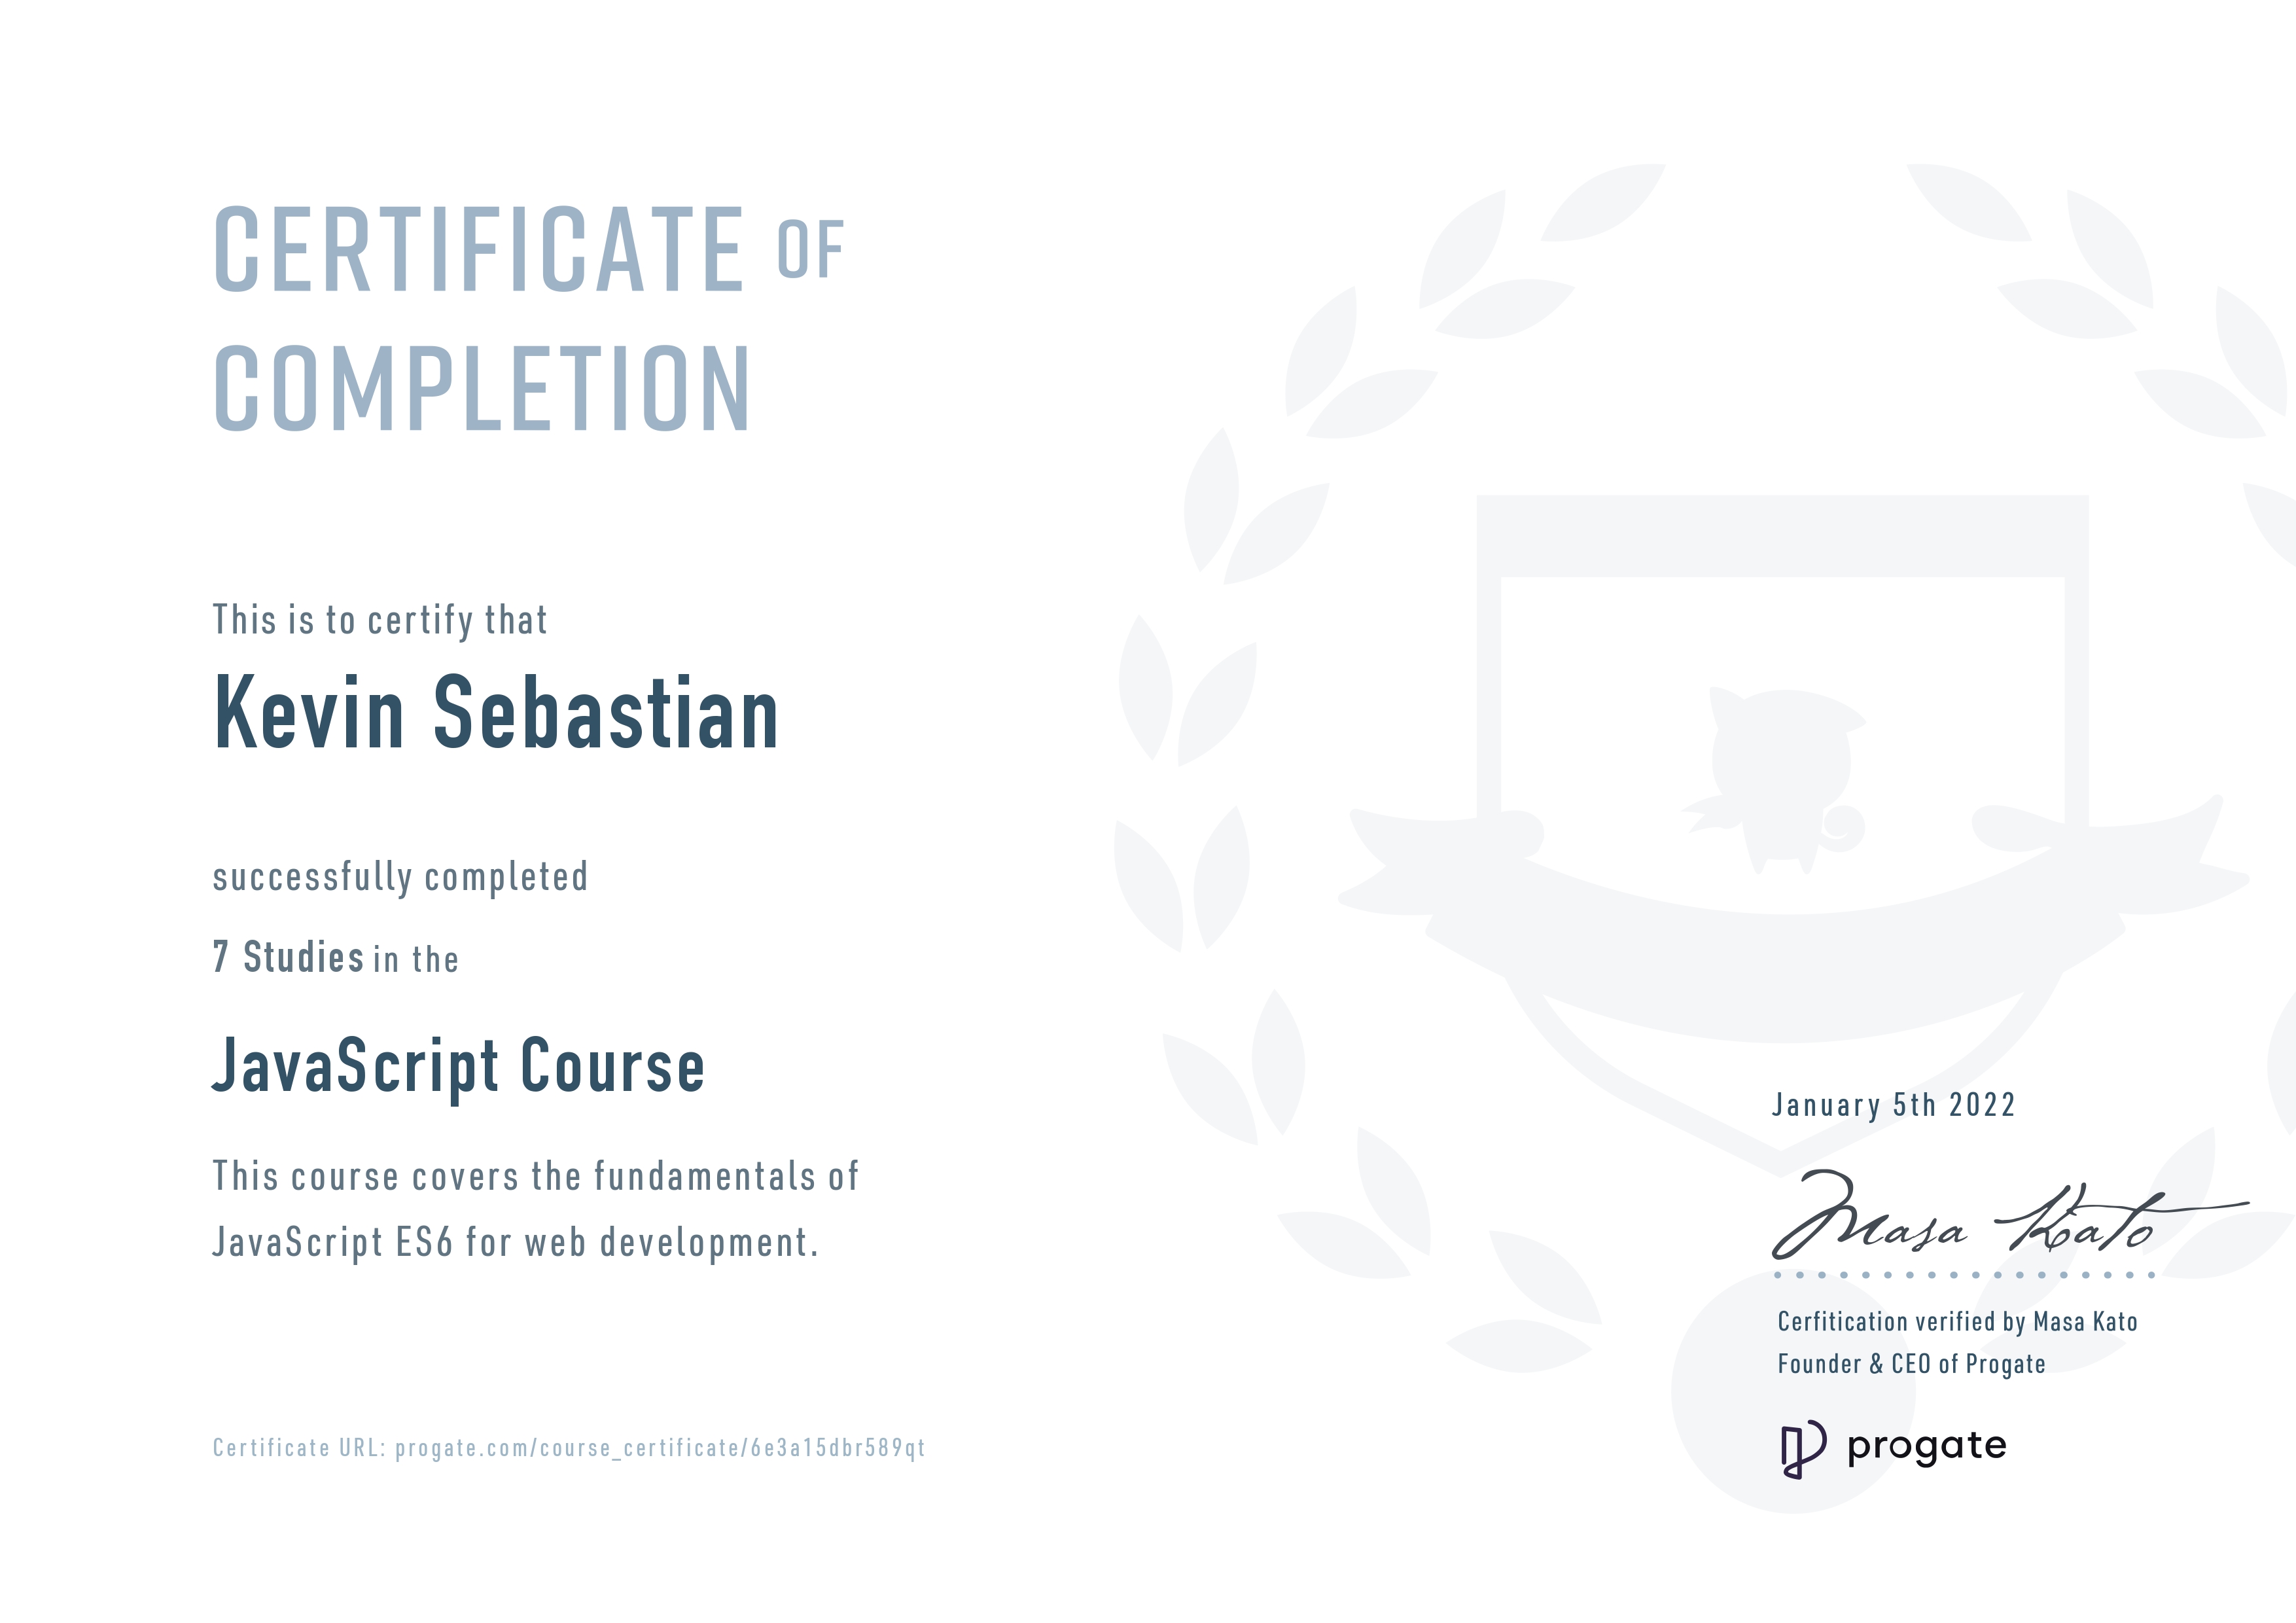 CERTIFICATE OF
COMPLETION
This is to certify that
Kevin Sebastian
successfully completed
7 Studies in the
JavaScript Course
This course covers the fundamentals of
JavaScript ES6 for web development.
Certificate URL: progate.com/course_certificate/6e3a15dbr589qt
January 5th 2022
Masa Kato
Cerfitication verified by Masa Kato
Founder & CEO of Progate
progate